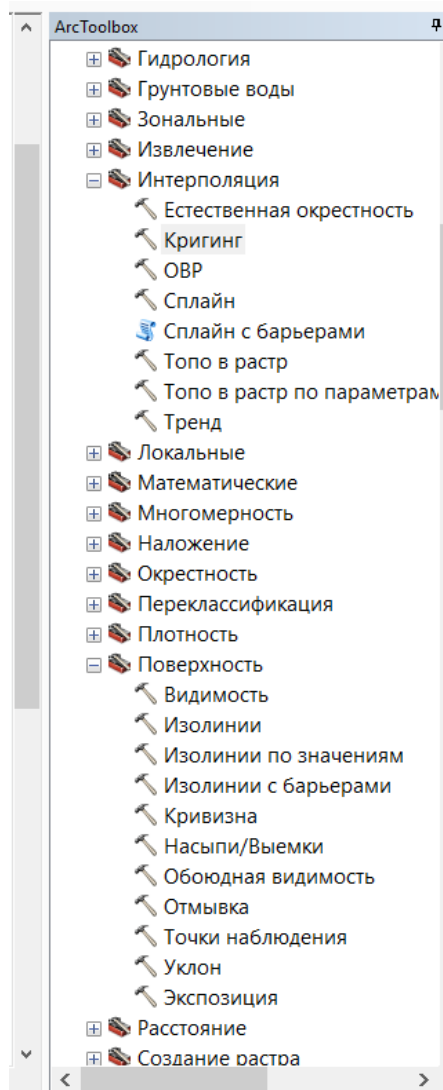 ArcToolbox
Гидрология
Грунтовые воды
Зональные
Извлечение
Интерполяция
Естественная окрестность
Кригинг
ОВР
Сплайн
Сплайн с барьерами
Топо в растр
Топо в растр по параметрам
Тренд
Локальные
Математические
Многомерность
Наложение
Окрестность
Переклассификация
Плотность
Поверхность
Видимость
Изолинии
Изолинии по значениям
Изолинии с барьерами
Кривизна
Насыпи/Выемки
Обоюдная видимость
Отмывка
Точки наблюдения
Уклон
Экспозиция
Расстояние
Создание растра